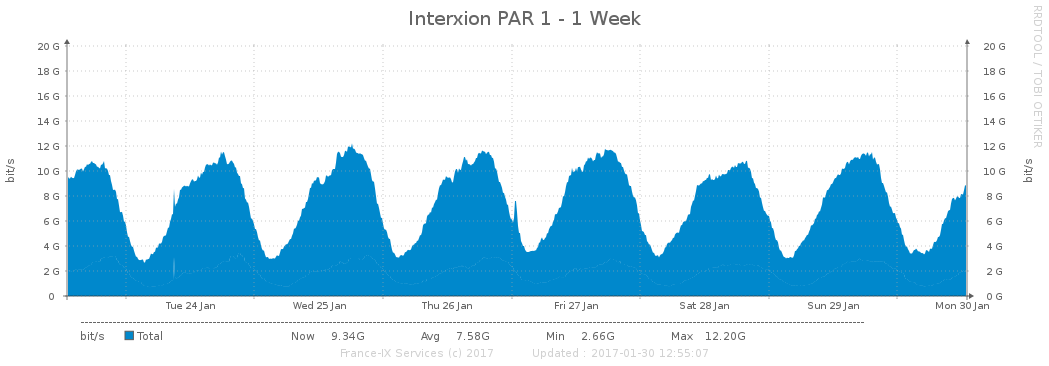 Interxion PAR 1 - 1 Week
RRDTOOL / TOBI OETIKER
20 G 20 G
18 G 18 G
16 G 16 G
14 G 14 G
12 G 12 G
10 G 10 G
8 G 8 G
6 G 6 G
4 G 4 G
2 G 2 G
0 0 G
bit/s
bit/s
Tue 24 Jan Wed 25 Jan Thu 26 Jan Fri 27 Jan Sat 28 Jan Sun 29 Jan Mon 30 Jan
bit/s Total Now 9.34G Avg 7.58G Min 2.66G Max 12.20G
France-IX Services (c) 2017 Updated : 2017-01-30 12:55:07